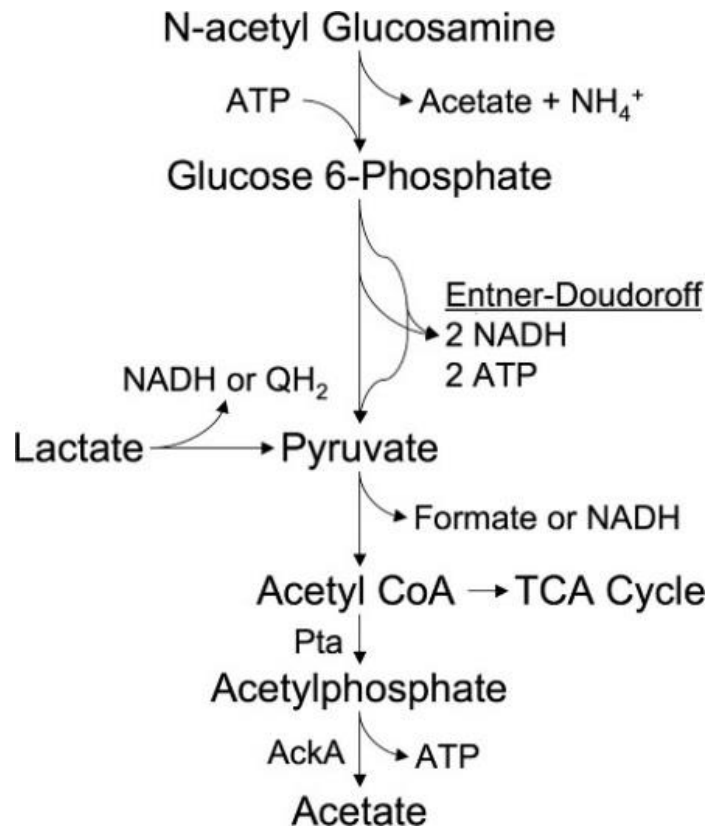 N-acetyl Glucosamine
ATP
Acetate + NH₄⁺
Glucose 6-Phosphate
Entner-Doudoroff
2 NADH
2 ATP
NADH or QH₂
Lactate
Pyruvate
Formate or NADH
Acetyl CoA
TCA Cycle
Pta
Acetylphosphate
AckA
ATP
Acetate